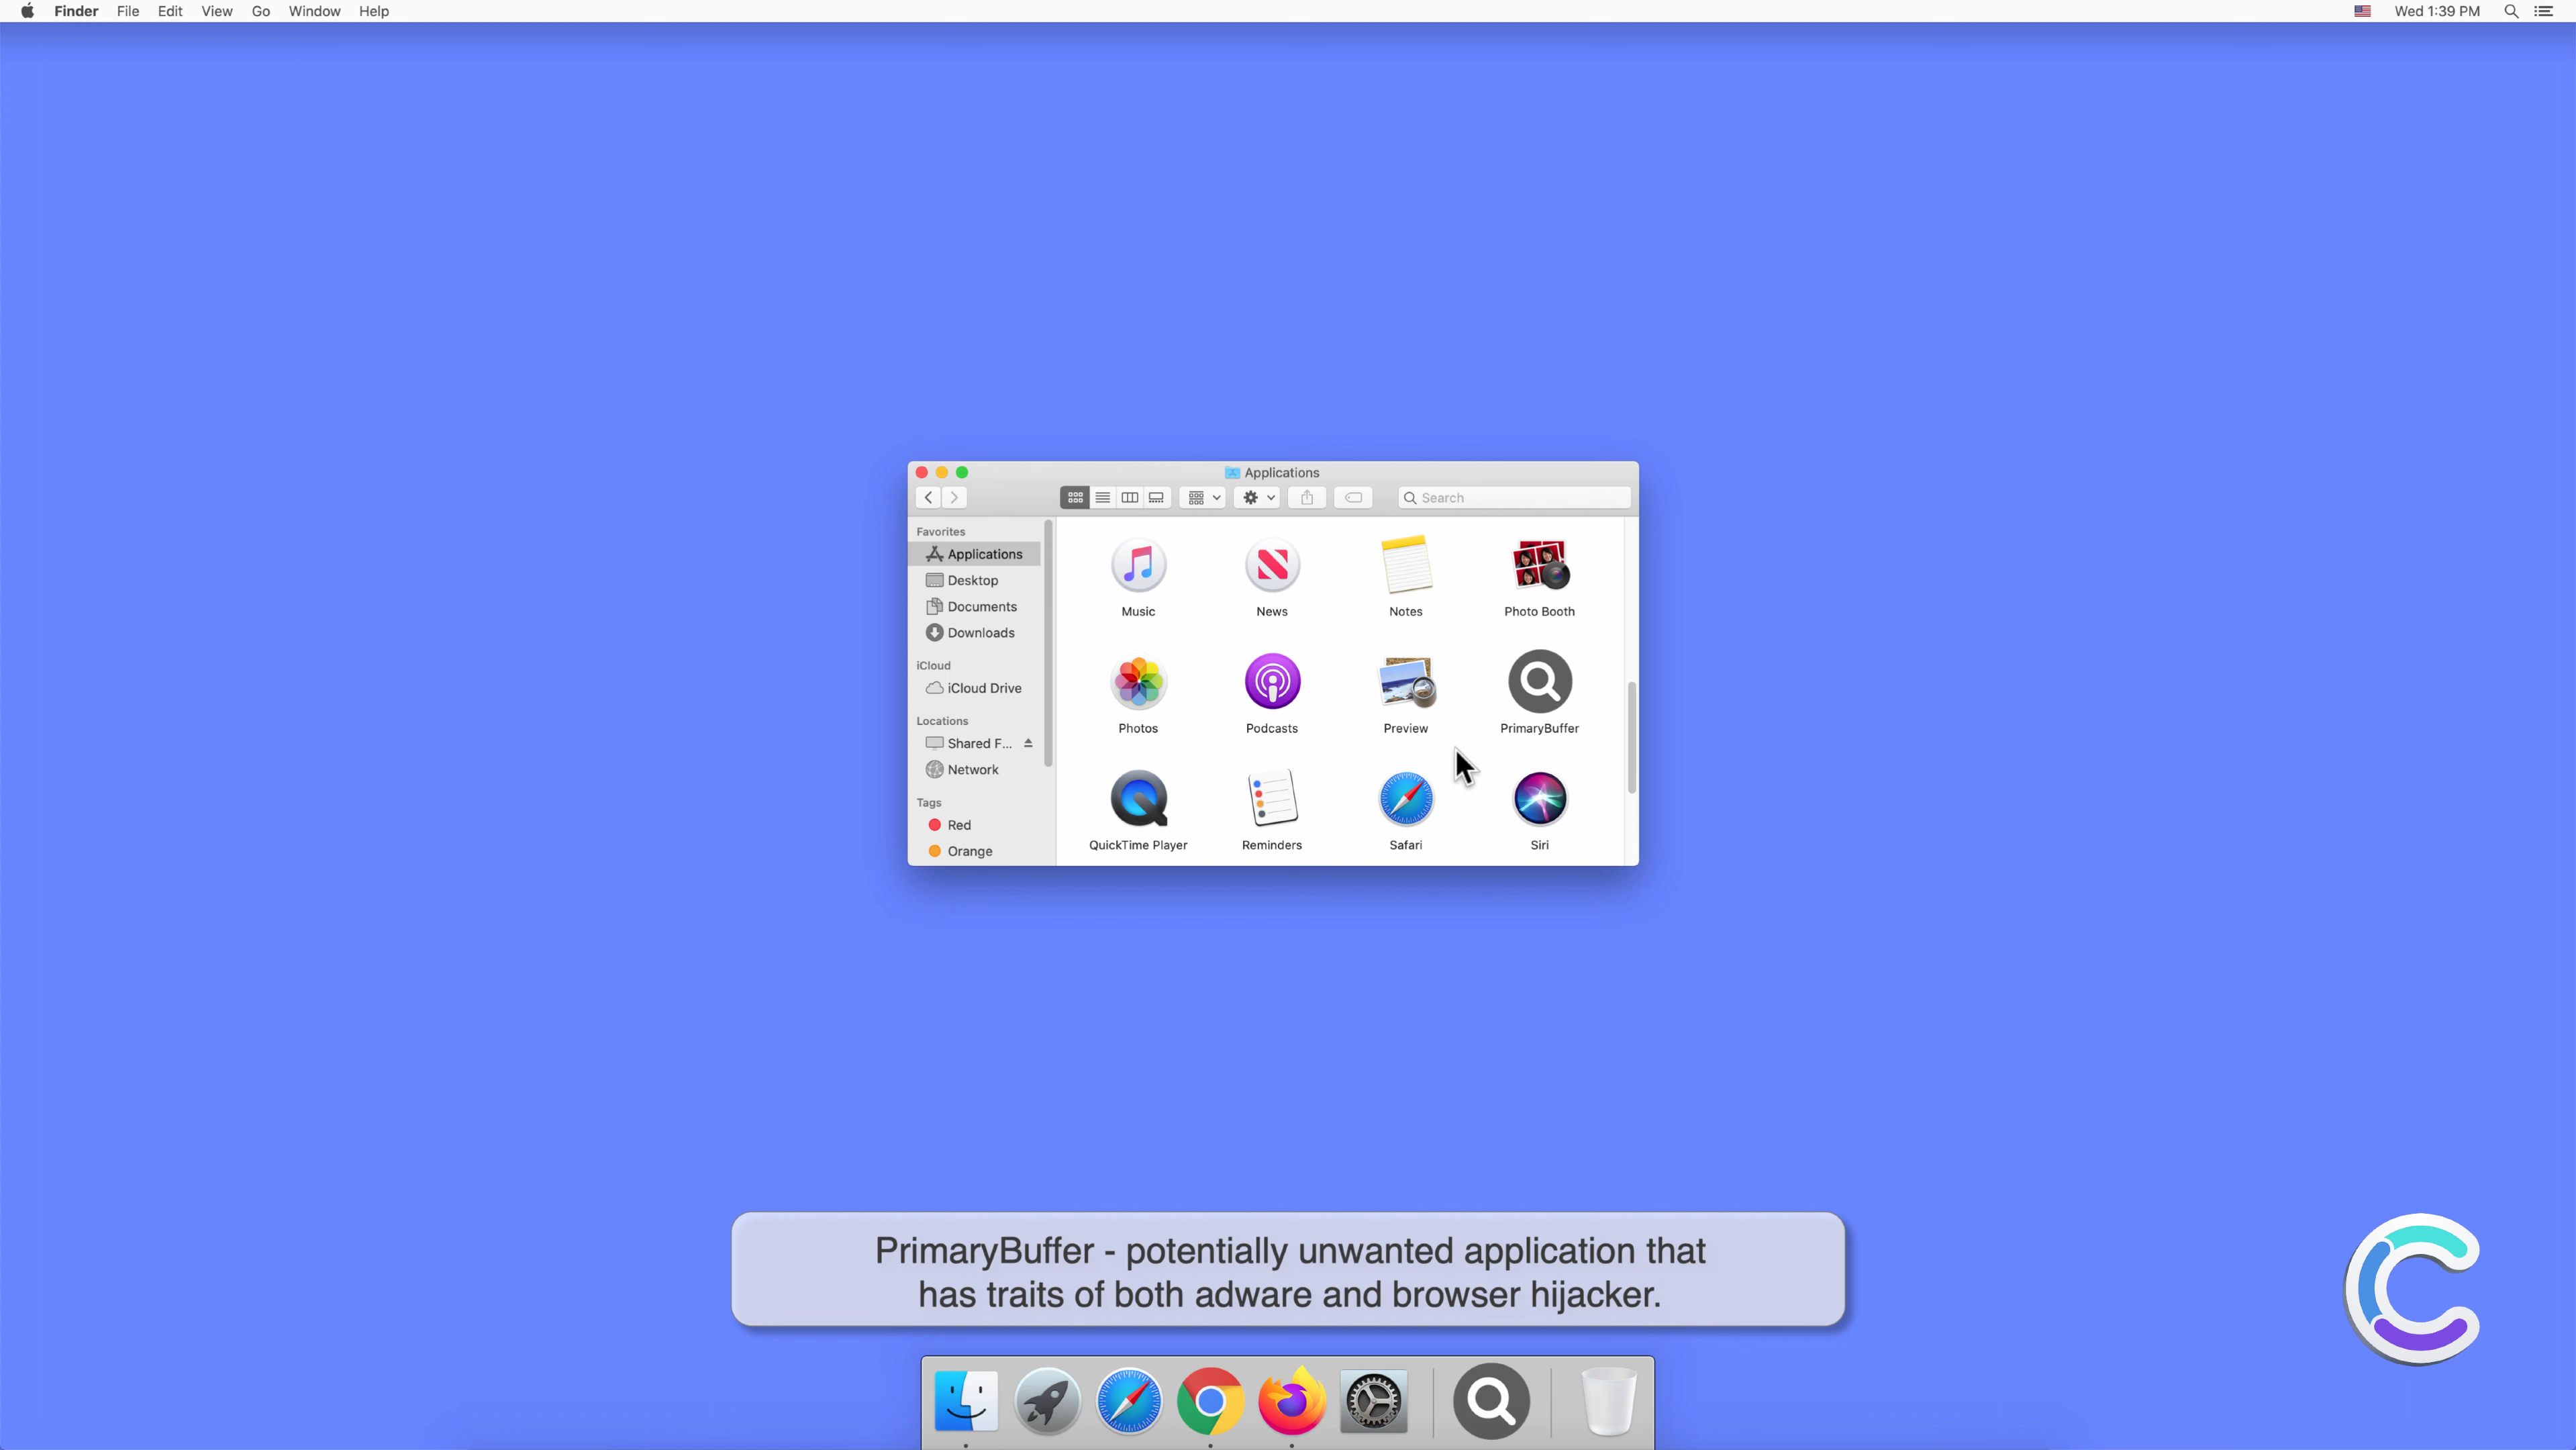 Finder File Edit View Go Window Help
Wed 1:39 PM
Applications
Search
Favorites
Applications
Desktop
Documents
Downloads
iCloud
iCloud Drive
Locations
Shared F...
Network
Tags
Red
Orange
Music News Notes Photo Booth
Photos Podcasts Preview PrimaryBuffer
QuickTime Player Reminders Safari Siri
PrimaryBuffer - potentially unwanted application that
has traits of both adware and browser hijacker.